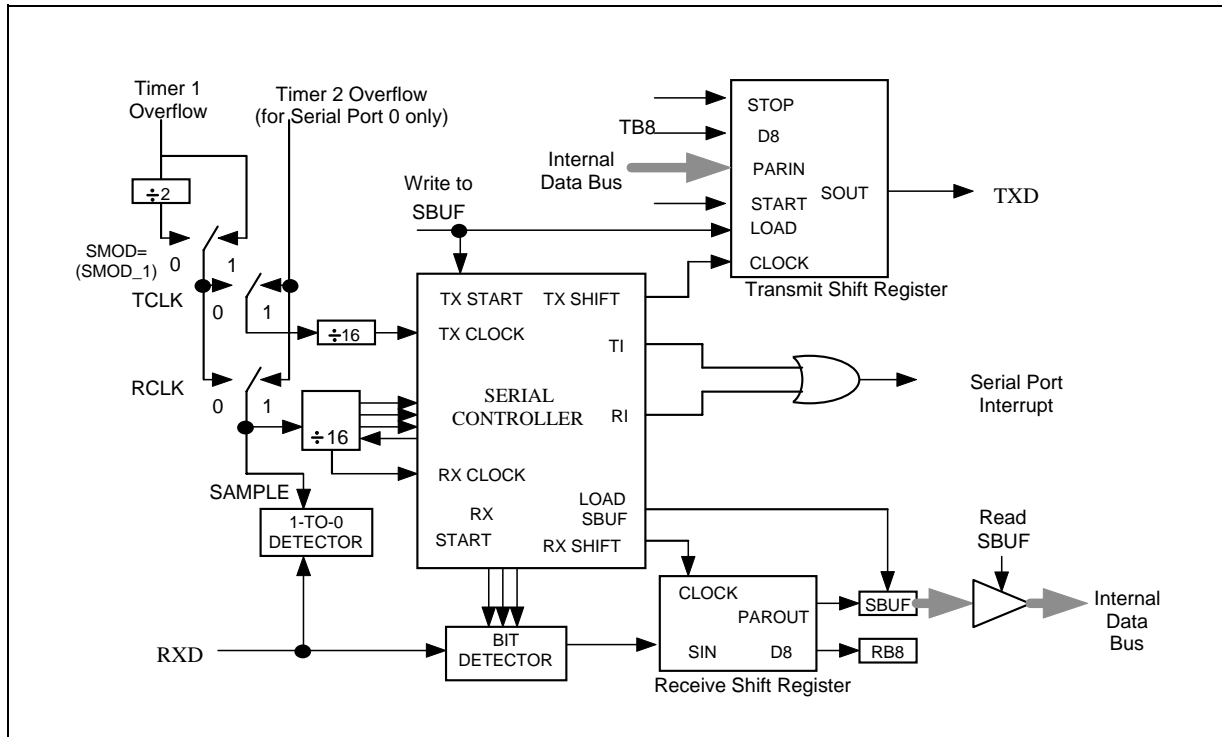 Timer 1
Overflow
Timer 2 Overflow
(for Serial Port 0 only)
÷2
SMOD=
(SMOD_1)
0
1
TCLK
0
1
÷16
RCLK
0
1
÷16
SAMPLE
1-TO-0
DETECTOR
RXD
BIT
DETECTOR
Write to
SBUF
TX START
TX SHIFT
TX CLOCK
TI
SERIAL
CONTROLLER
RI
RX CLOCK
LOAD
SBUF
RX
START
RX SHIFT
TB8
Internal
Data Bus
STOP
D8
PARIN
SOUT
START
LOAD
CLOCK
Transmit Shift Register
TXD
Serial Port
Interrupt
CLOCK
PAROUT
SIN
D8
Receive Shift Register
SBUF
RB8
Read
SBUF
Internal
Data
Bus